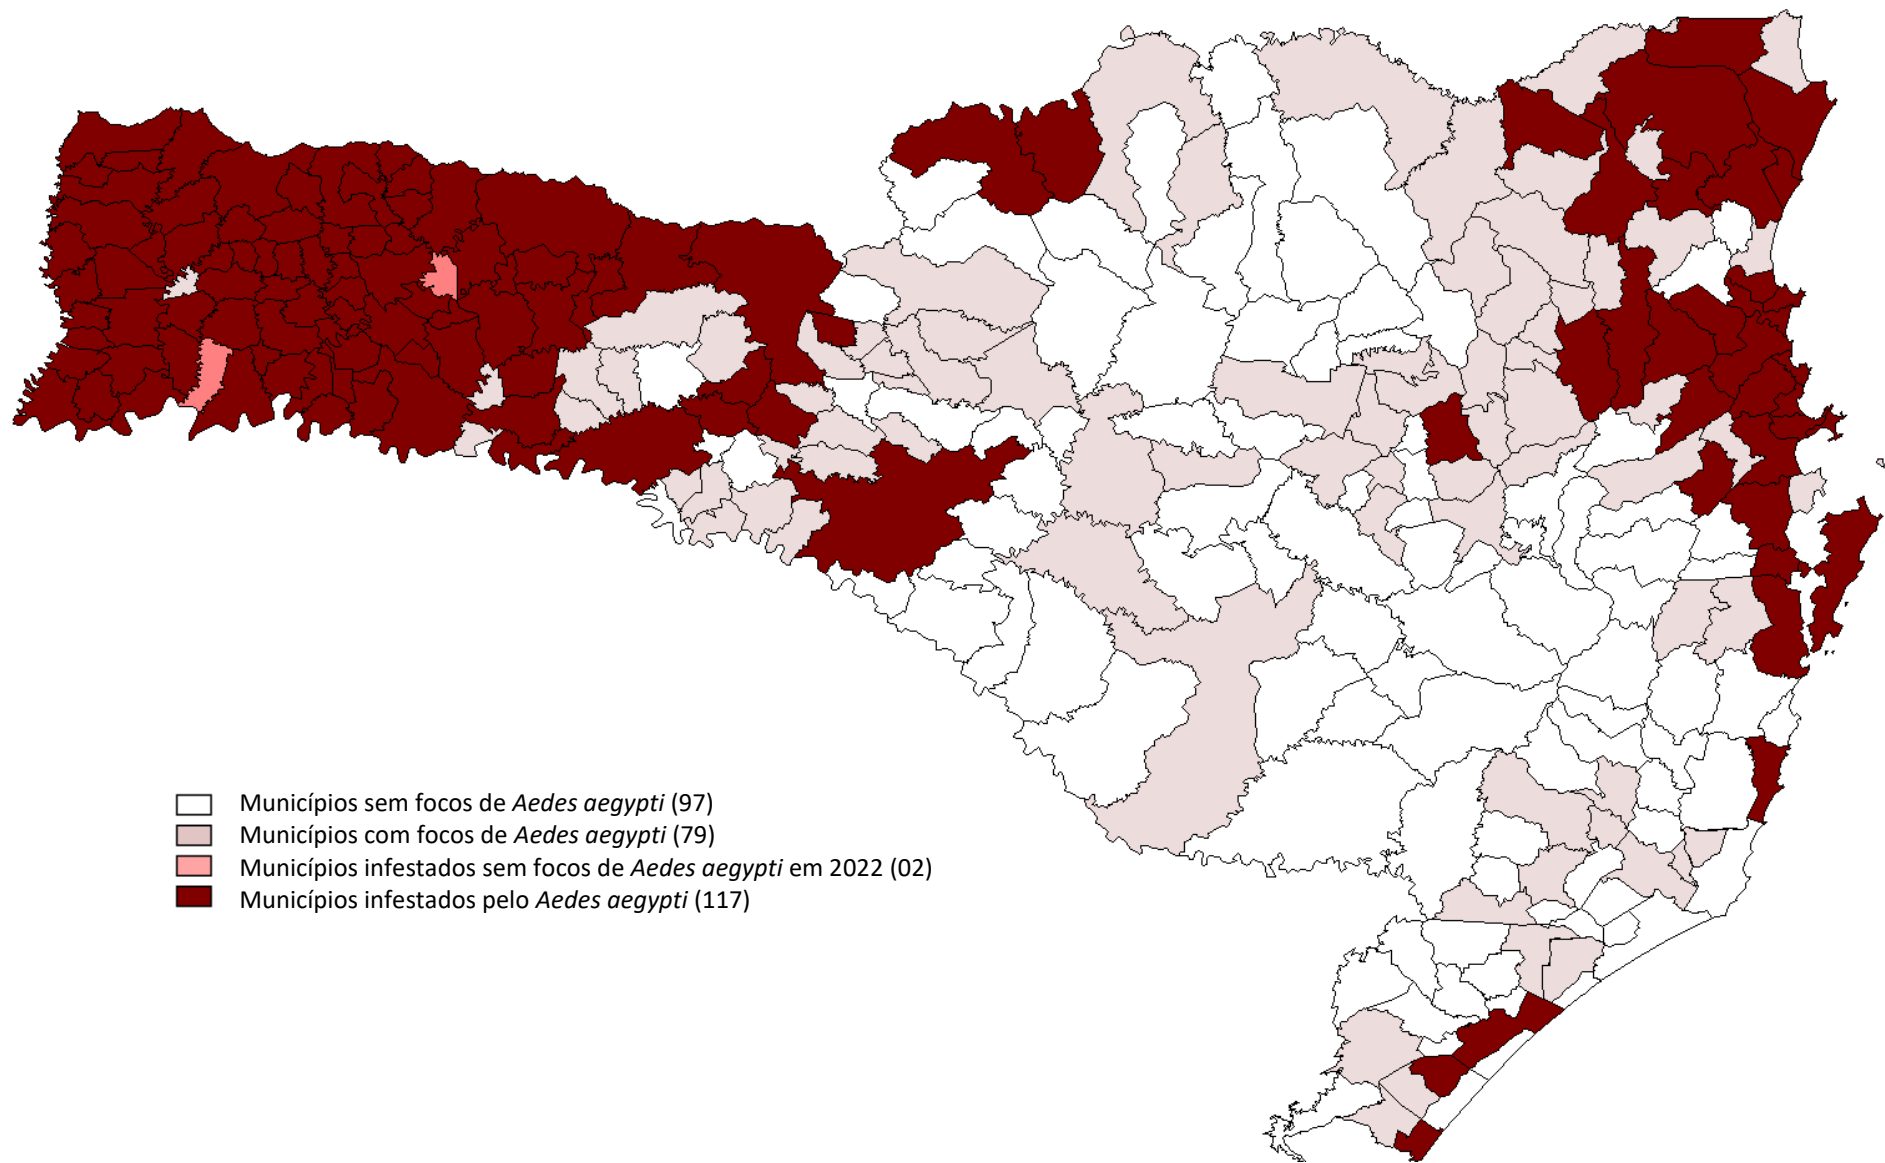 Municípios sem focos de Aedes aegypti (97)
Municípios com focos de Aedes aegypti (79)
Municípios infestados sem focos de Aedes aegypti em 2022 (02)
Municípios infestados pelo Aedes aegypti (117)